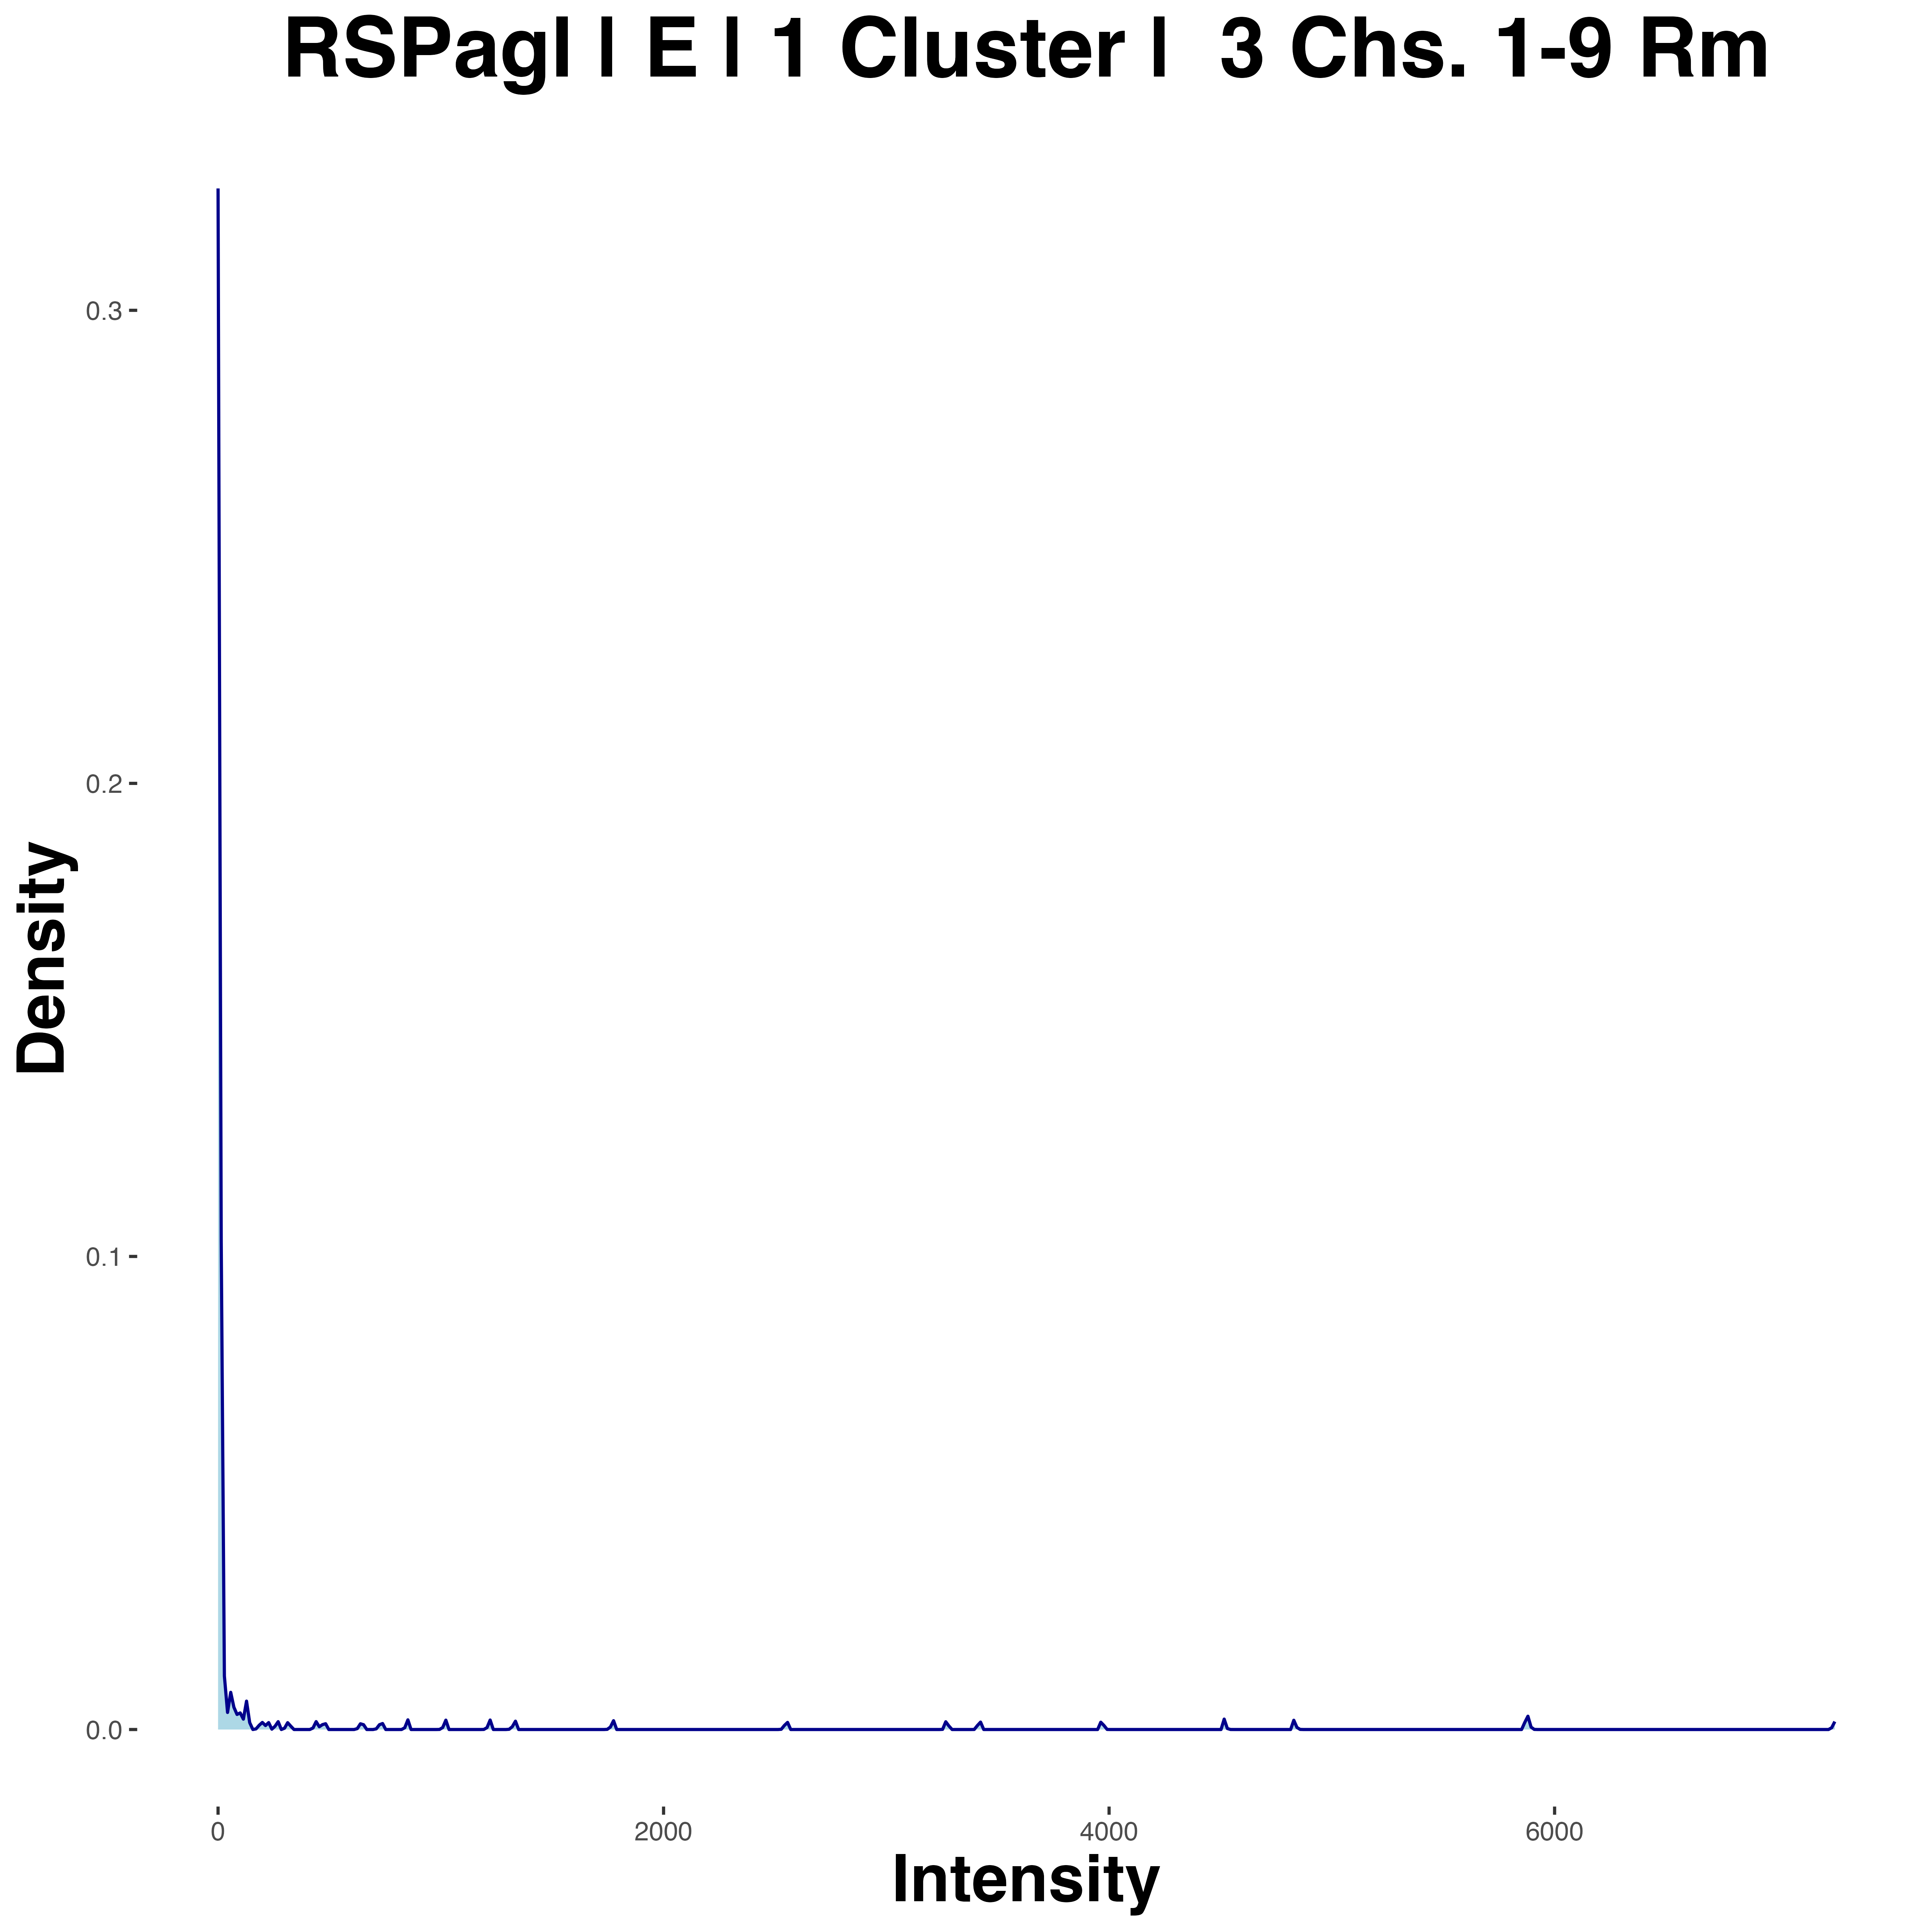 RSPagl | E | 1 Cluster |  3 Chs. 1-9 Rm
0.3
0.2
0.1
0.0
Density
0
2000
4000
6000
Intensity